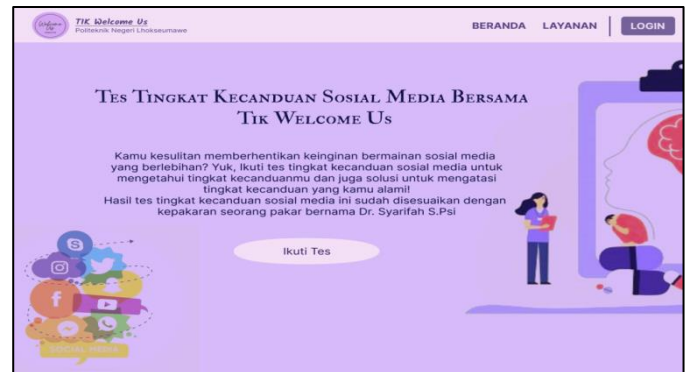 TIK Welcome Us
Politeknik Negeri Lhokseumawe
BERANDA LAYANAN LOGIN
Tes Tingkat Kecanduan Sosial Media Bersama
Tik Welcome Us
Kamu kesulitan memberhentikan keinginan bermainan sosial media
yang berlebihan? Yuk, Ikuti tes tingkat kecanduan sosial media untuk
mengetahui tingkat kecanduanmu dan juga solusi untuk mengatasi
tingkat kecanduan yang kamu alami!
Hasil tes tingkat kecanduan sosial media ini sudah disesuaikan dengan
kepakaran seorang pakar bernama Dr. Syarifah S.Psi
Ikuti Tes
SOCIAL MEDIA